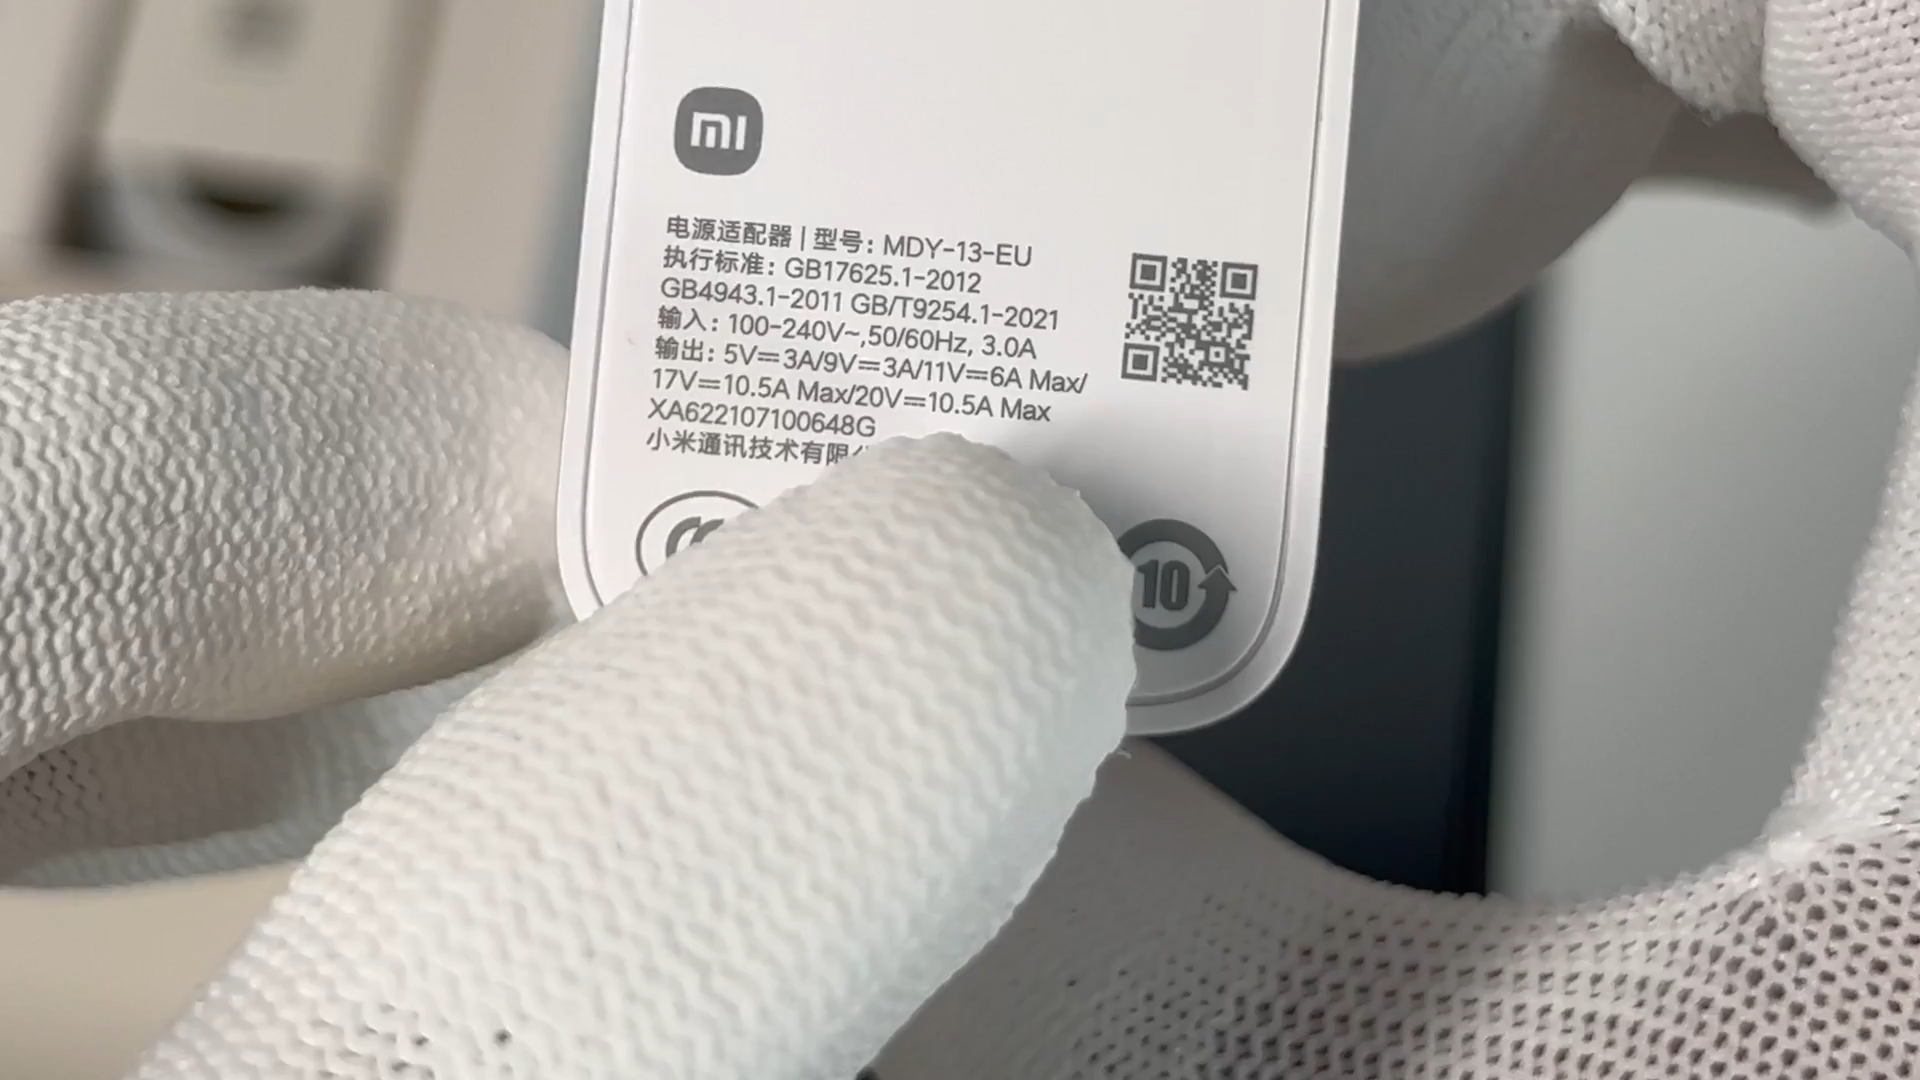 mi
电源适配器 | 型号: MDY-13-EU
执行标准: GB17625.1-2012
GB4943.1-2011 GB/T9254.1-2021
输入: 100-240V~,50/60Hz, 3.0A
输出: 5V⎓3A/9V⎓3A/11V⎓6A Max/
17V⎓10.5A Max/20V⎓10.5A Max
XA622107100648G
小米通讯技术有限
10